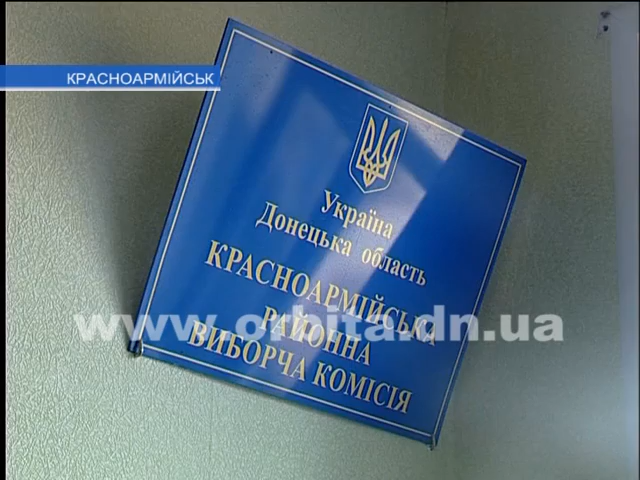 КРАСНОАРМІЙСЬК
Україна
Донецька область
КРАСНОАРМІЙСЬКА
РАЙОННА
ВИБОРЧА КОМІСІЯ
www.orbita.dn.ua